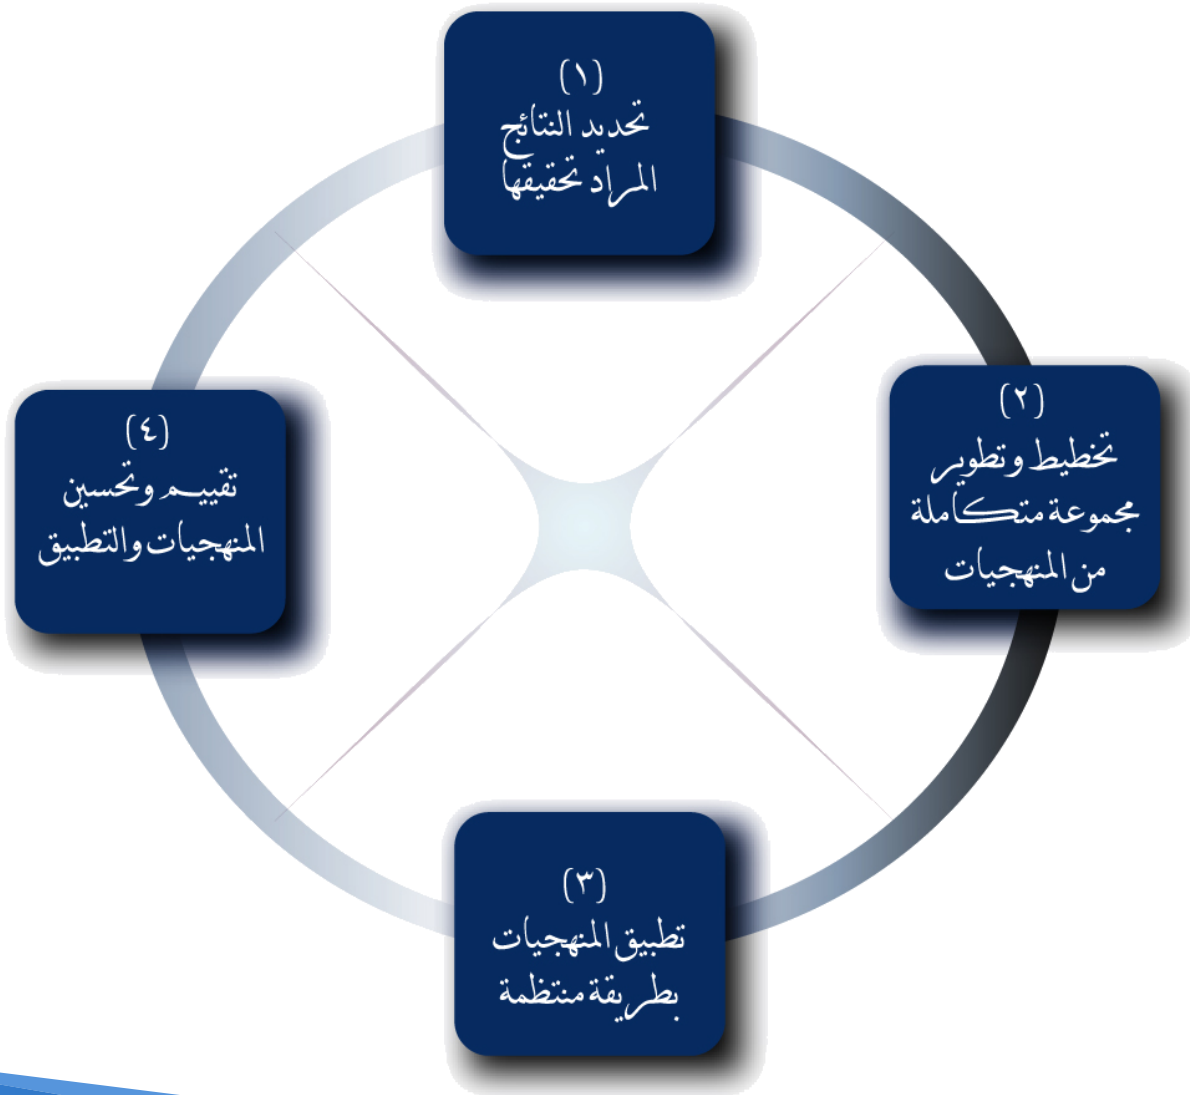 (١)
تحديد النتائج
المراد تحقيقها
(٢)
تخطيط وتطوير
مجموعة متكاملة
من المنهجيات
(٣)
تطبيق المنهجيات
بطريقة منتظمة
(٤)
تقييم وتحسين
المنهجيات والتطبيق